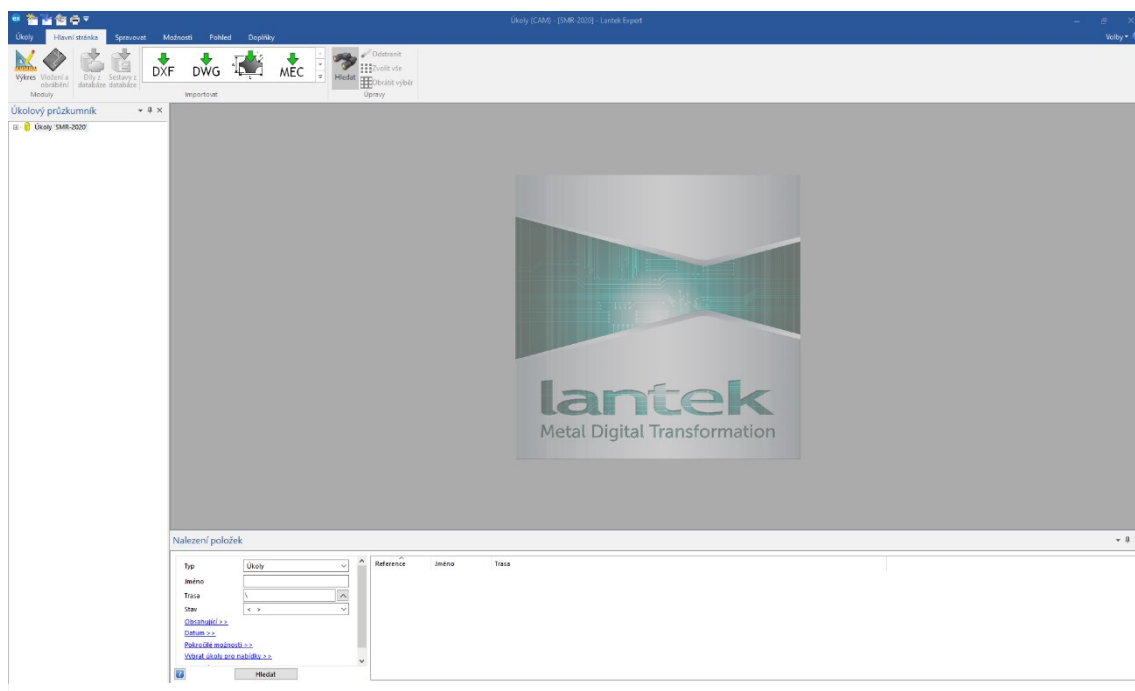 Úkoly (CAM) - [SMR-2020] - Lantek Expert
Úkoly Hlavní stránka Spravovat Možnosti Pohled Doplňky Volby
Výkres Vložení a obrábění Díly z databáze Sestavy z databáze DXF DWG MEC Hledat
Odstranit
Zvolit vše
Obrátit výběr
Moduly Importovat Úpravy
Úkolový průzkumník
Úkoly 'SMR-2020'
lantek
Metal Digital Transformation
Nalezení položek
Typ Úkoly
Jméno
Trasa \
Stav < >
Obsahující >>
Datum >>
Pokročilé možnosti >>
Vybrat úkoly pro nabídky >>
Hledat
Reference Jméno Trasa